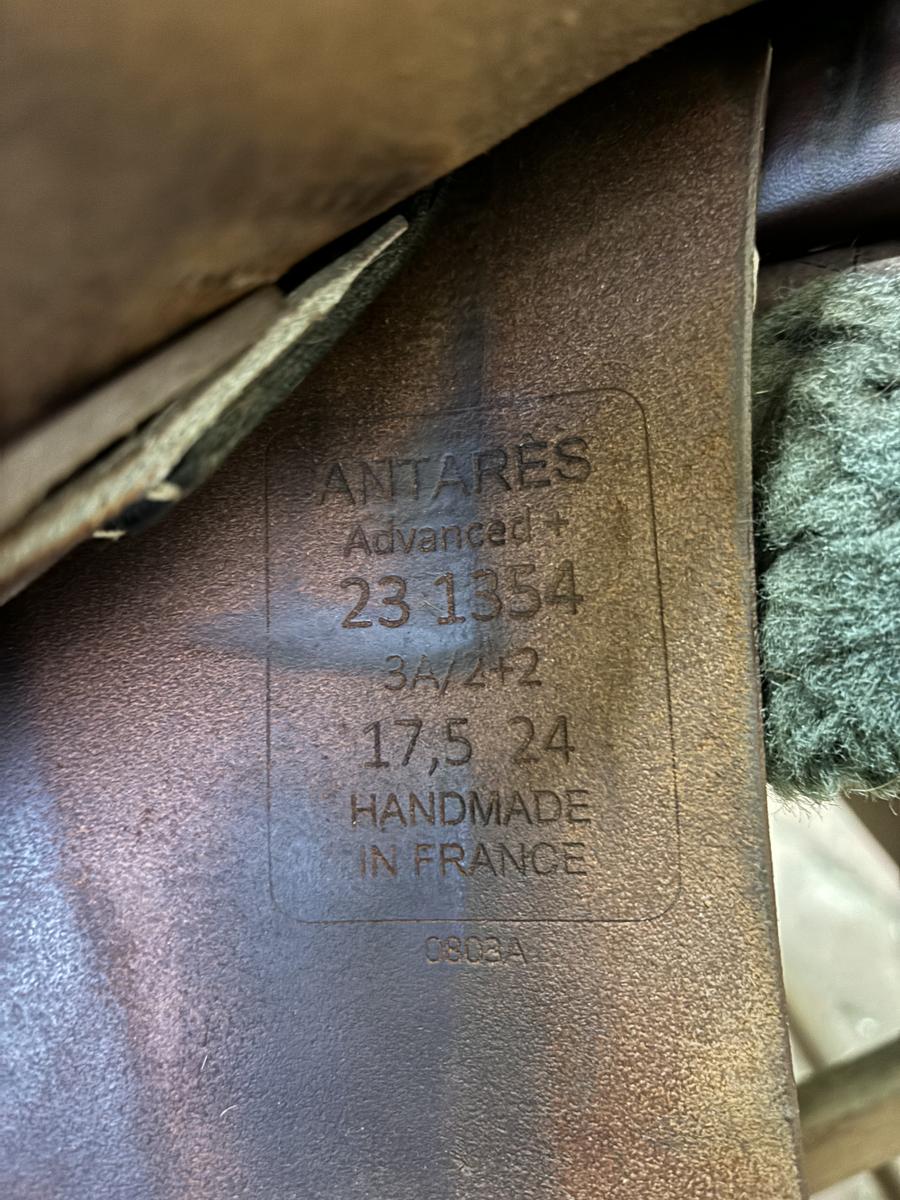 ANTARÈS
Advanced +
23 1354
3A/2+2
17,5 24
HANDMADE
IN FRANCE
0803A